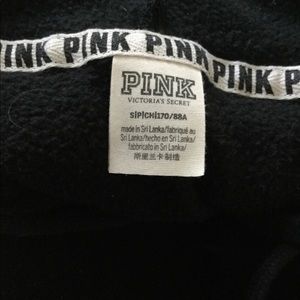 PINK PINK PINK PINK PINK
PINK
VICTORIA'S SECRET
S|P|CH|170/88A
made in Sri Lanka/fabriqué au
Sri Lanka/hecho en Sri Lanka/
fabbricato in Sri Lanka/
斯里兰卡制造